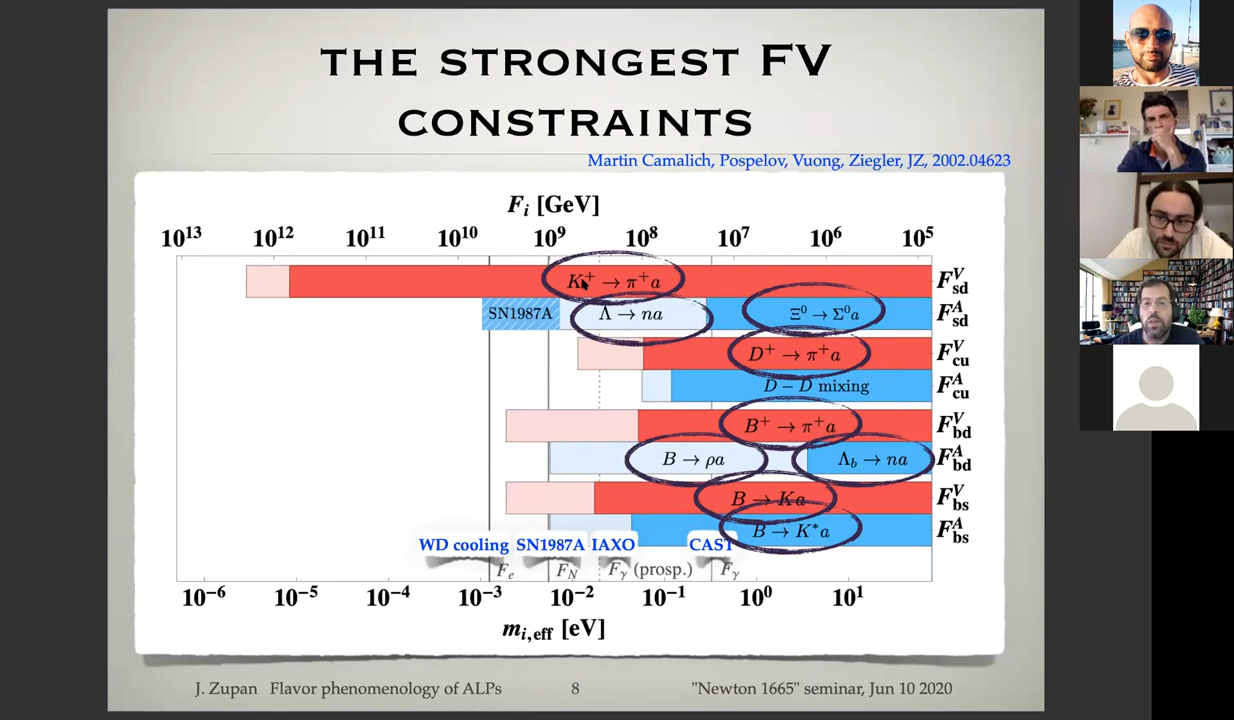 THE STRONGEST FV
CONSTRAINTS
Martin Camalich, Pospelov, Vuong, Ziegler, JZ, 2002.04623
F_i [GeV]
10^13 10^12 10^11 10^10 10^9 10^8 10^7 10^6 10^5
K^+ → π^+a F^V_sd
SN1987A Λ → na Ξ^0 → Σ^0a F^A_sd
D^+ → π^+a F^V_cu
D − D̄ mixing F^A_cu
B^+ → π^+a F^V_bd
B → ρa Λ_b → na F^A_bd
B → Ka F^V_bs
B → K*a F^A_bs
WD cooling SN1987A IAXO CAST
F_e F_N F_γ (prosp.) F_γ
10^-6 10^-5 10^-4 10^-3 10^-2 10^-1 10^0 10^1
m_i,eff [eV]
J. Zupan Flavor phenomenology of ALPs 8 "Newton 1665" seminar, Jun 10 2020